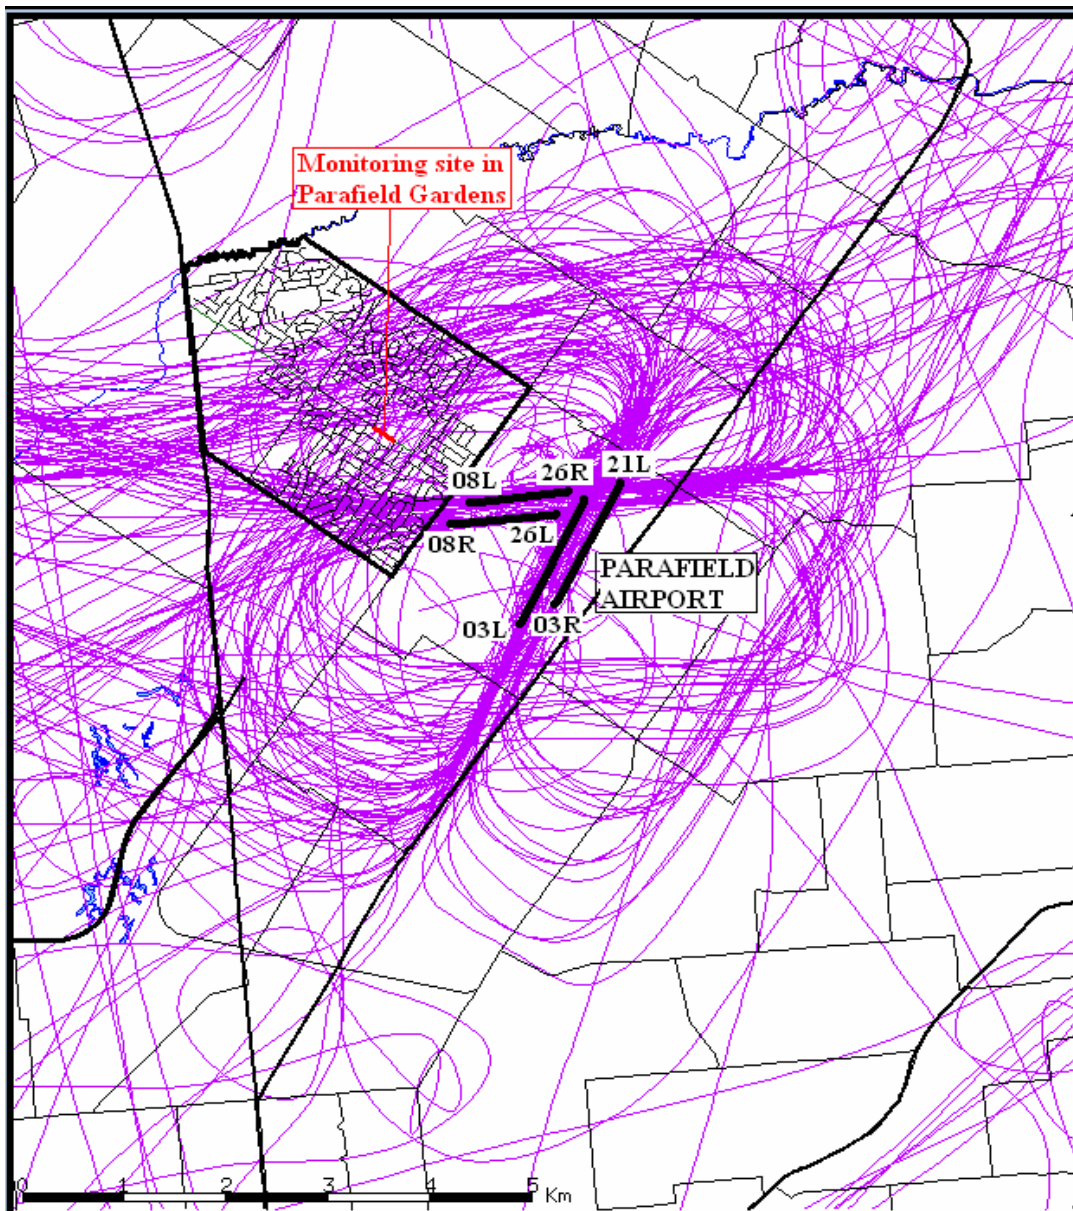 Monitoring site in
Parafield Gardens
08L
26R
21L
08R
26L
PARAFIELD
AIRPORT
03L
03R
0 1 2 3 4 5 Km